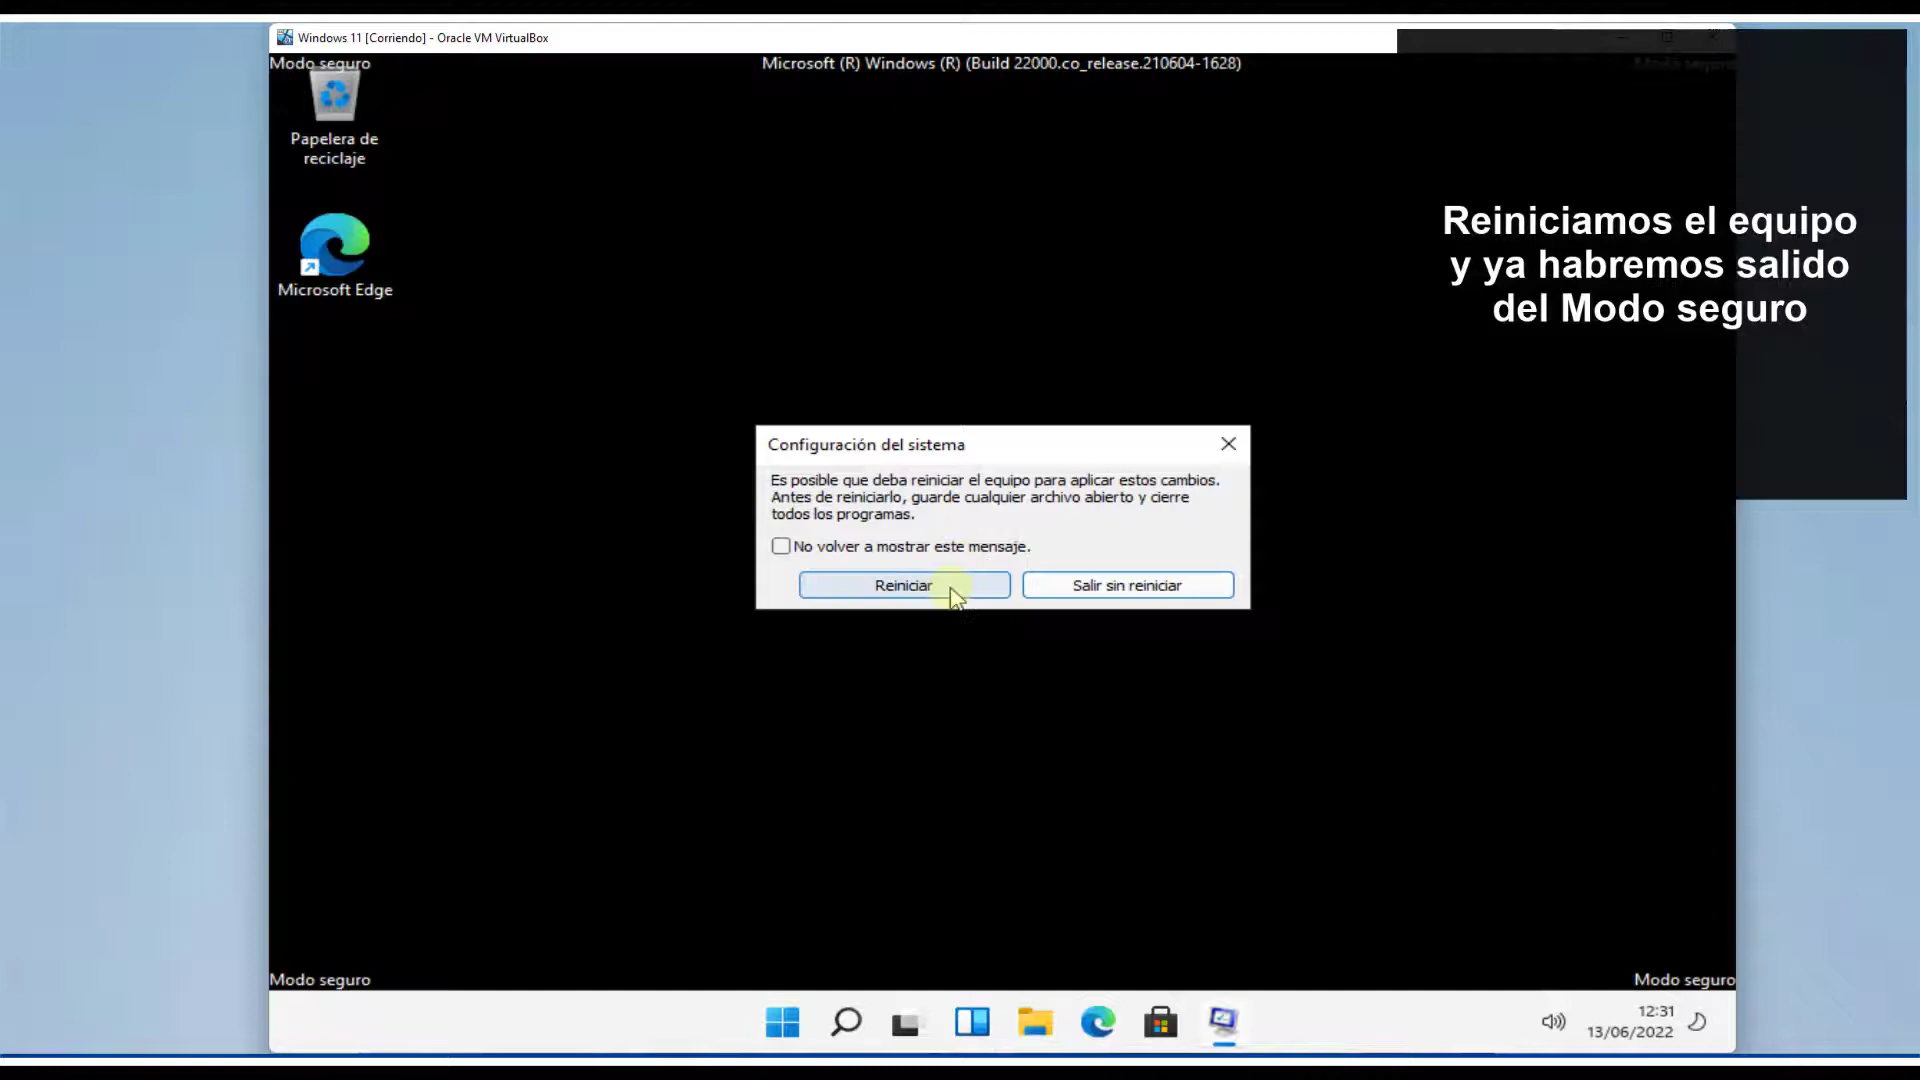 Windows 11 [Corriendo] - Oracle VM VirtualBox
Modo seguro
Microsoft (R) Windows (R) (Build 22000.co_release.210604-1628)
Modo seguro
Papelera de
reciclaje
Microsoft Edge
Reiniciamos el equipo
y ya habremos salido
del Modo seguro
Configuración del sistema
Es posible que deba reiniciar el equipo para aplicar estos cambios.
Antes de reiniciarlo, guarde cualquier archivo abierto y cierre
todos los programas.
No volver a mostrar este mensaje.
Reiniciar
Salir sin reiniciar
Modo seguro
Modo seguro
12:31
13/06/2022